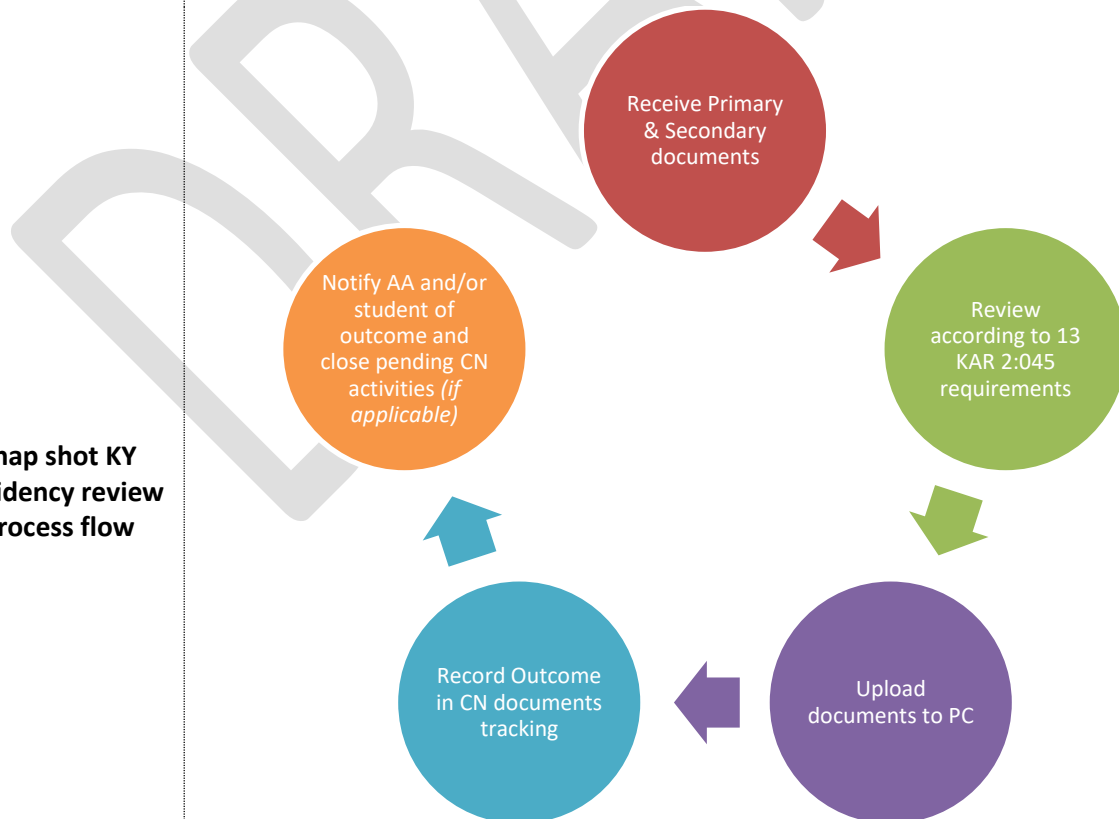 DRA
Receive Primary
& Secondary
documents
Review
according to 13
KAR 2:045
requirements
Upload
documents to PC
Record Outcome
in CN documents
tracking
Notify AA and/or
student of
outcome and
close pending CN
activities (if
applicable)
nap shot KY
idency review
rocess flow